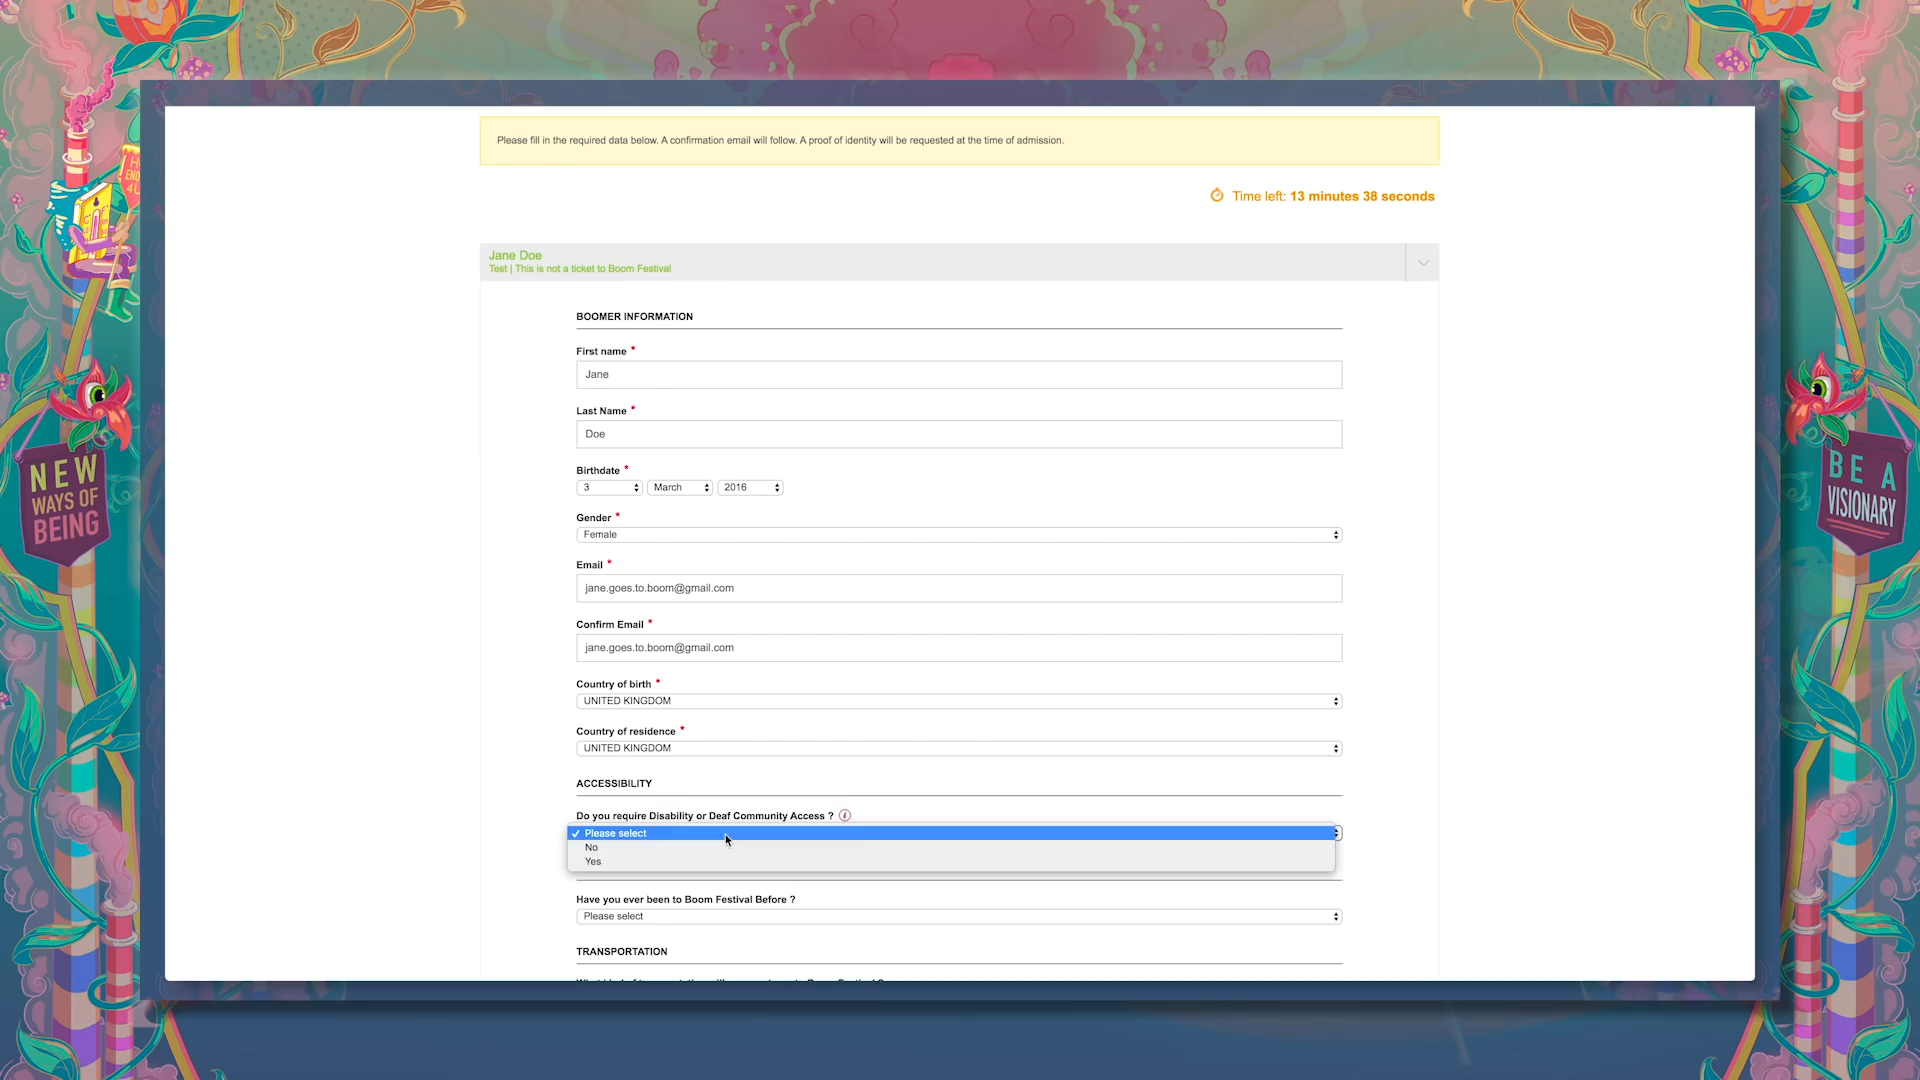 Please fill in the required data below. A confirmation email will follow. A proof of identity will be requested at the time of admission.
Time left: 13 minutes 38 seconds
Jane Doe
Test | This is not a ticket to Boom Festival
BOOMER INFORMATION
First name *
Jane
Last Name *
Doe
Birthdate *
3 March 2016
Gender *
Female
Email *
jane.goes.to.boom@gmail.com
Confirm Email *
jane.goes.to.boom@gmail.com
Country of birth *
UNITED KINGDOM
Country of residence *
UNITED KINGDOM
ACCESSIBILITY
Do you require Disability or Deaf Community Access ? i
✓ Please select
No
Yes
Have you ever been to Boom Festival Before ?
Please select
TRANSPORTATION
NEW
WAYS OF
BEING
BE A
VISIONARY